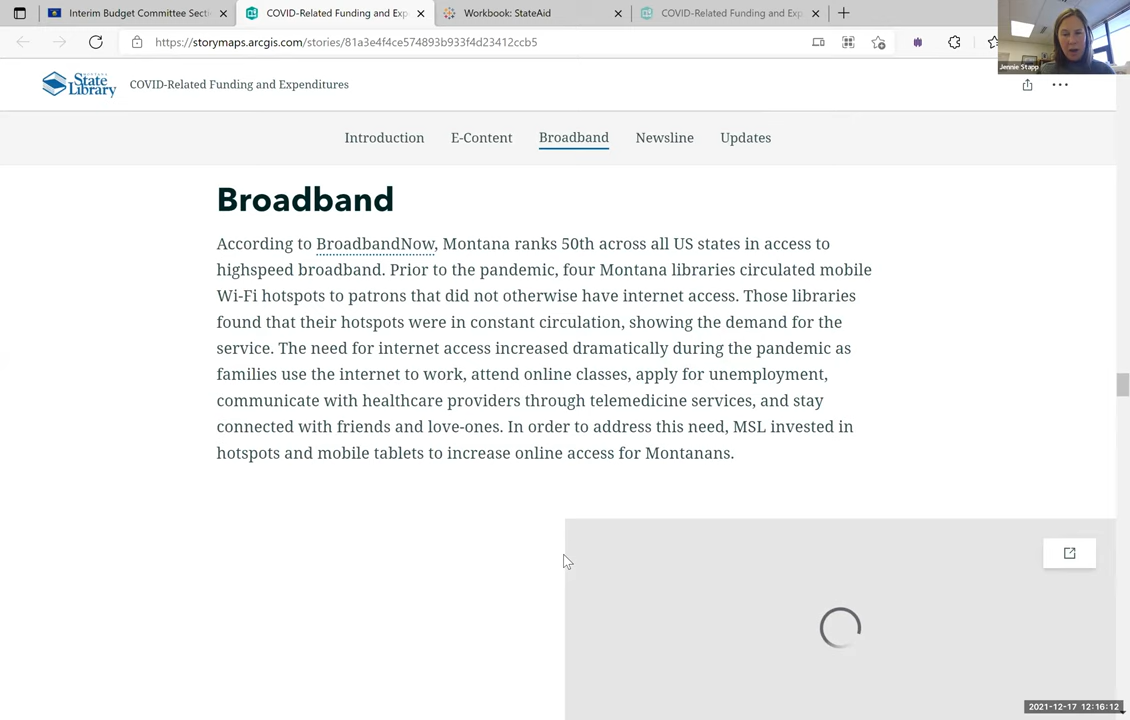 Interim Budget Committee Secti
COVID-Related Funding and Exp
Workbook: StateAid
COVID-Related Funding and Exp
https://storymaps.arcgis.com/stories/81a3e4f4ce574893b933f4d23412ccb5
Jennie Stapp
MONTANA
State Library
COVID-Related Funding and Expenditures
Introduction
E-Content
Broadband
Newsline
Updates
Broadband
According to BroadbandNow, Montana ranks 50th across all US states in access to
highspeed broadband. Prior to the pandemic, four Montana libraries circulated mobile
Wi-Fi hotspots to patrons that did not otherwise have internet access. Those libraries
found that their hotspots were in constant circulation, showing the demand for the
service. The need for internet access increased dramatically during the pandemic as
families use the internet to work, attend online classes, apply for unemployment,
communicate with healthcare providers through telemedicine services, and stay
connected with friends and love-ones. In order to address this need, MSL invested in
hotspots and mobile tablets to increase online access for Montanans.
2021-12-17 12:16:12